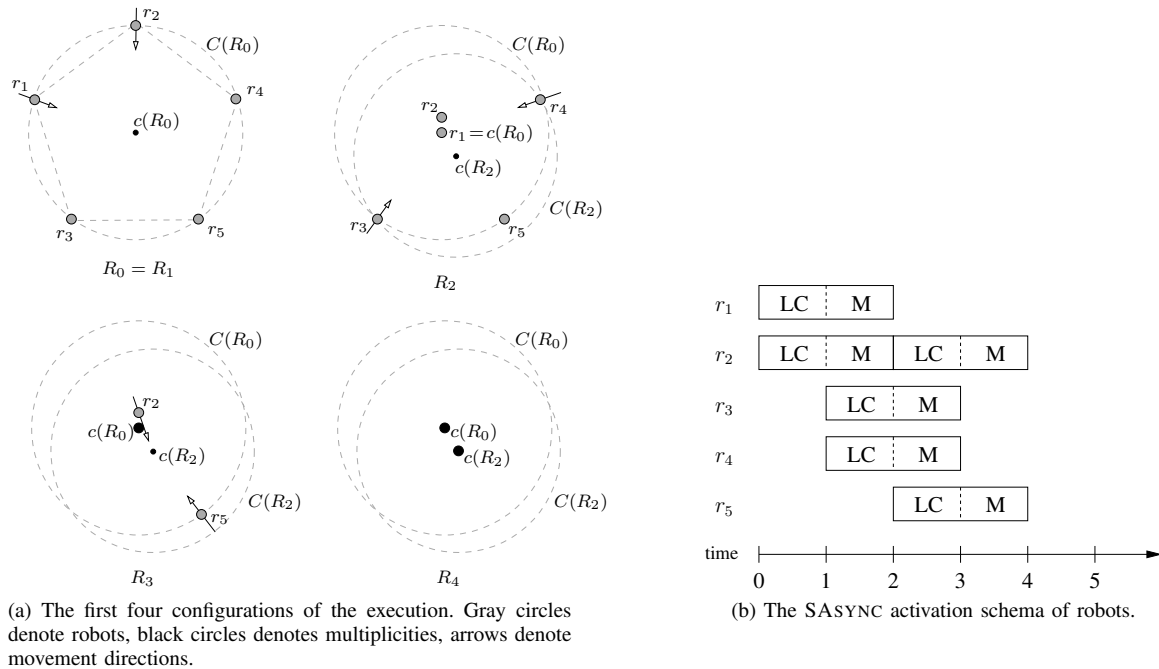 r2
C(R0)
r1
r4
c(R0)
r3
r5
R0 = R1
C(R0)
r4
r2
r1 = c(R0)
c(R2)
C(R2)
r3
r5
R2
C(R0)
r2
c(R0)
c(R2)
C(R2)
r5
R3
C(R0)
c(R0)
c(R2)
C(R2)
R4
(a) The first four configurations of the execution. Gray circles
denote robots, black circles denotes multiplicities, arrows denote
movement directions.
r1 LC M
r2 LC M LC M
r3 LC M
r4 LC M
r5 LC M
time
0 1 2 3 4 5
(b) The SASYNC activation schema of robots.